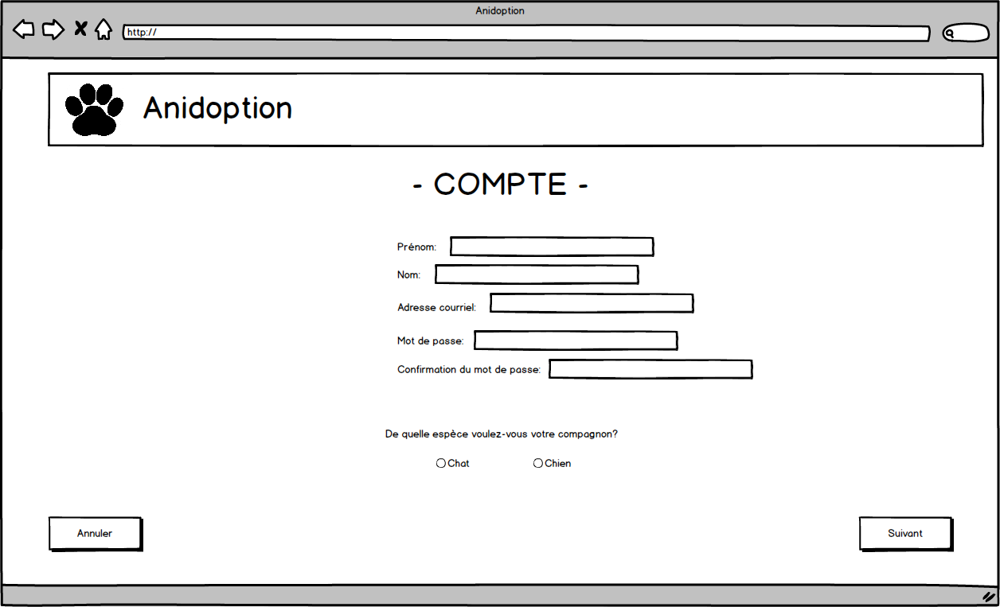 Anidoption
http://
Anidoption
- COMPTE -
Prénom:
Nom:
Adresse courriel:
Mot de passe:
Confirmation du mot de passe:
De quelle espèce voulez-vous votre compagnon?
Chat Chien
Annuler Suivant